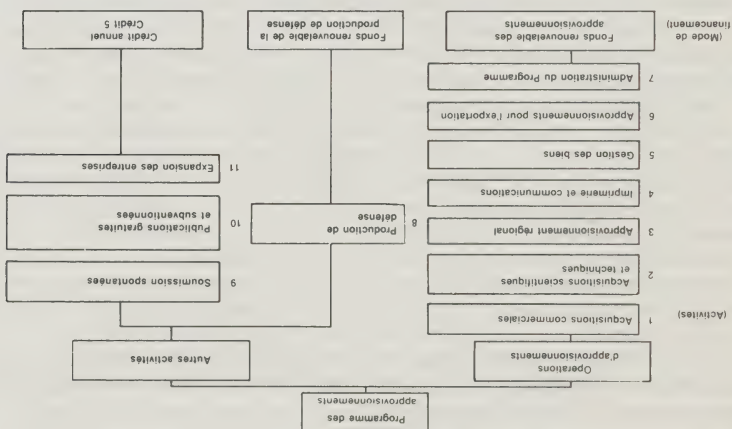 Programme des
approvisionnements
Operations
d'approvisionnements
Autres activités
(Activités)
1 Acquisitions commerciales
2 Acquisitions scientifiques
et techniques
3 Approvisionnement régional
4 Imprimerie et communications
5 Gestion des biens
6 Approvisionnements pour l'exportation
7 Administration du Programme
8 Production de
défense
9 Soumission spontanées
10 Publications gratuites
et subventionnées
11 Expansion des entreprises
(Mode de
financement)
Fonds renouvelable des
approvisionnements
Fonds renouvelable de la
production de défense
Crédit annuel
Crédit 5